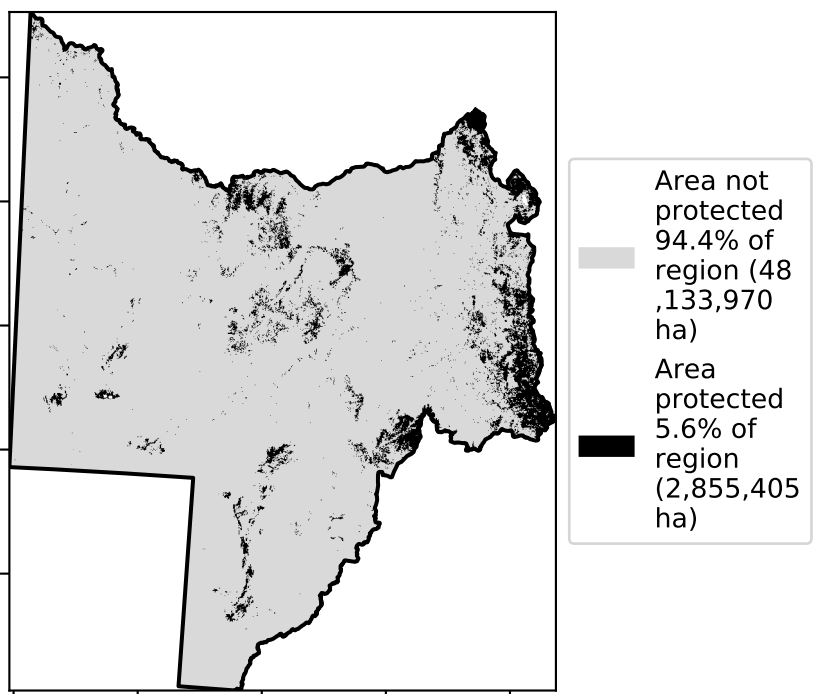 Area not
protected
94.4% of
region (48
,133,970
ha)
Area
protected
5.6% of
region
(2,855,405
ha)